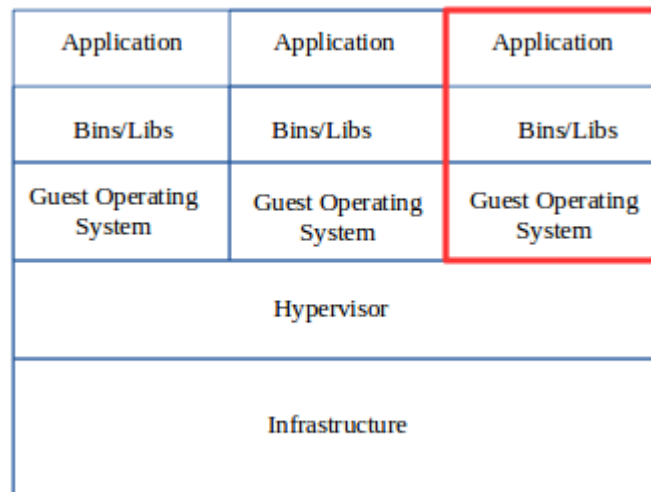 Application
Application
Application
Bins/Libs
Bins/Libs
Bins/Libs
Guest Operating
System
Guest Operating
System
Guest Operating
System
Hypervisor
Infrastructure